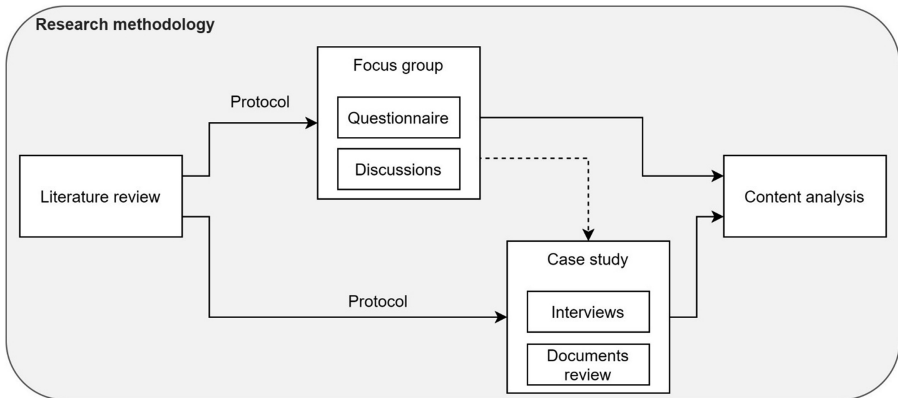 Research methodology
Focus group
Protocol
Questionnaire
Discussions
Literature review
Content analysis
Case study
Protocol
Interviews
Documents
review